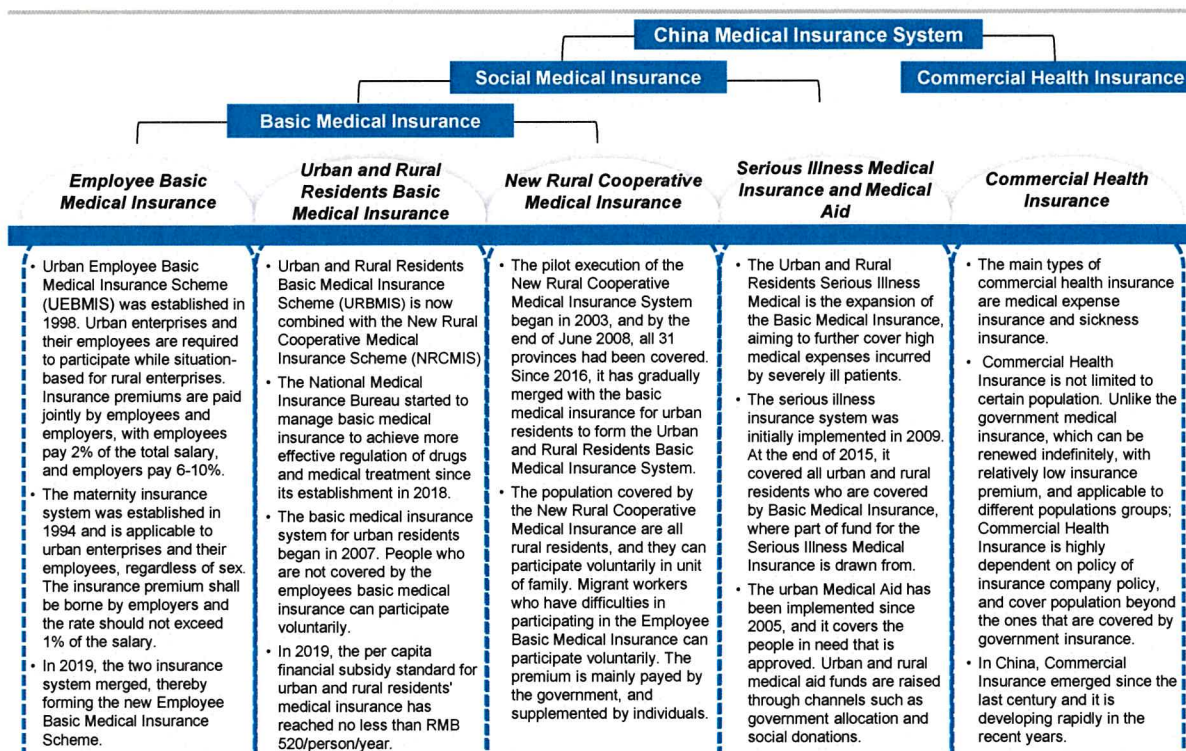 China Medical Insurance System
Social Medical Insurance
Commercial Health Insurance
Basic Medical Insurance
Employee Basic
Medical Insurance
Urban and Rural
Residents Basic
Medical Insurance
New Rural Cooperative
Medical Insurance
Serious Illness Medical
Insurance and Medical
Aid
Commercial Health
Insurance
• Urban Employee Basic
Medical Insurance Scheme
(UEBMIS) was established in
1998. Urban enterprises and
their employees are required
to participate while situation-
based for rural enterprises.
Insurance premiums are paid
jointly by employees and
employers, with employees
pay 2% of the total salary,
and employers pay 6-10%.
• The maternity insurance
system was established in
1994 and is applicable to
urban enterprises and their
employees, regardless of sex.
The insurance premium shall
be borne by employers and
the rate should not exceed
1% of the salary.
• In 2019, the two insurance
system merged, thereby
forming the new Employee
Basic Medical Insurance
Scheme.
• Urban and Rural Residents
Basic Medical Insurance
Scheme (URBMIS) is now
combined with the New Rural
Cooperative Medical
Insurance Scheme (NRCMIS)
• The National Medical
Insurance Bureau started to
manage basic medical
insurance to achieve more
effective regulation of drugs
and medical treatment since
its establishment in 2018.
• The basic medical insurance
system for urban residents
began in 2007. People who
are not covered by the
employees basic medical
insurance can participate
voluntarily.
• In 2019, the per capita
financial subsidy standard for
urban and rural residents'
medical insurance has
reached no less than RMB
520/person/year.
• The pilot execution of the
New Rural Cooperative
Medical Insurance System
began in 2003, and by the
end of June 2008, all 31
provinces had been covered.
Since 2016, it has gradually
merged with the basic
medical insurance for urban
residents to form the Urban
and Rural Residents Basic
Medical Insurance System.
• The population covered by
the New Rural Cooperative
Medical Insurance are all
rural residents, and they can
participate voluntarily in unit
of family. Migrant workers
who have difficulties in
participating in the Employee
Basic Medical Insurance can
participate voluntarily. The
premium is mainly payed by
the government, and
supplemented by individuals.
• The Urban and Rural
Residents Serious Illness
Medical is the expansion of
the Basic Medical Insurance,
aiming to further cover high
medical expenses incurred
by severely ill patients.
• The serious illness
insurance system was
initially implemented in 2009.
At the end of 2015, it
covered all urban and rural
residents who are covered
by Basic Medical Insurance,
where part of fund for the
Serious Illness Medical
Insurance is drawn from.
• The urban Medical Aid has
been implemented since
2005, and it covers the
people in need that is
approved. Urban and rural
medical aid funds are raised
through channels such as
government allocation and
social donations.
• The main types of
commercial health insurance
are medical expense
insurance and sickness
insurance.
• Commercial Health
Insurance is not limited to
certain population. Unlike the
government medical
insurance, which can be
renewed indefinitely, with
relatively low insurance
premium, and applicable to
different populations groups;
Commercial Health
Insurance is highly
dependent on policy of
insurance company policy,
and cover population beyond
the ones that are covered by
government insurance.
• In China, Commercial
Insurance emerged since the
last century and it is
developing rapidly in the
recent years.